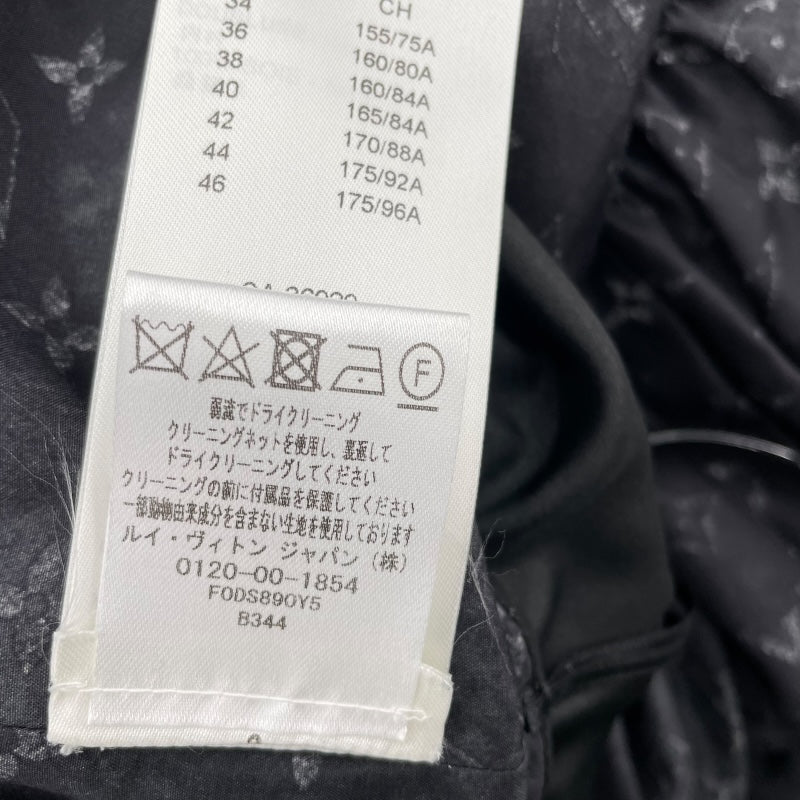 34 CH
36 155/75A
38 160/80A
40 160/84A
42 165/84A
44 170/88A
46 175/92A
175/96A
F
弱流でドライクリーニング
クリーニングネットを使用し、裏返して
ドライクリーニングしてください
クリーニングの前に付属品を保護してください
一部動物由来成分を含まない生地を使用しております
ルイ・ヴィトン ジャパン (株)
0120-00-1854
FODS890Y5
B344